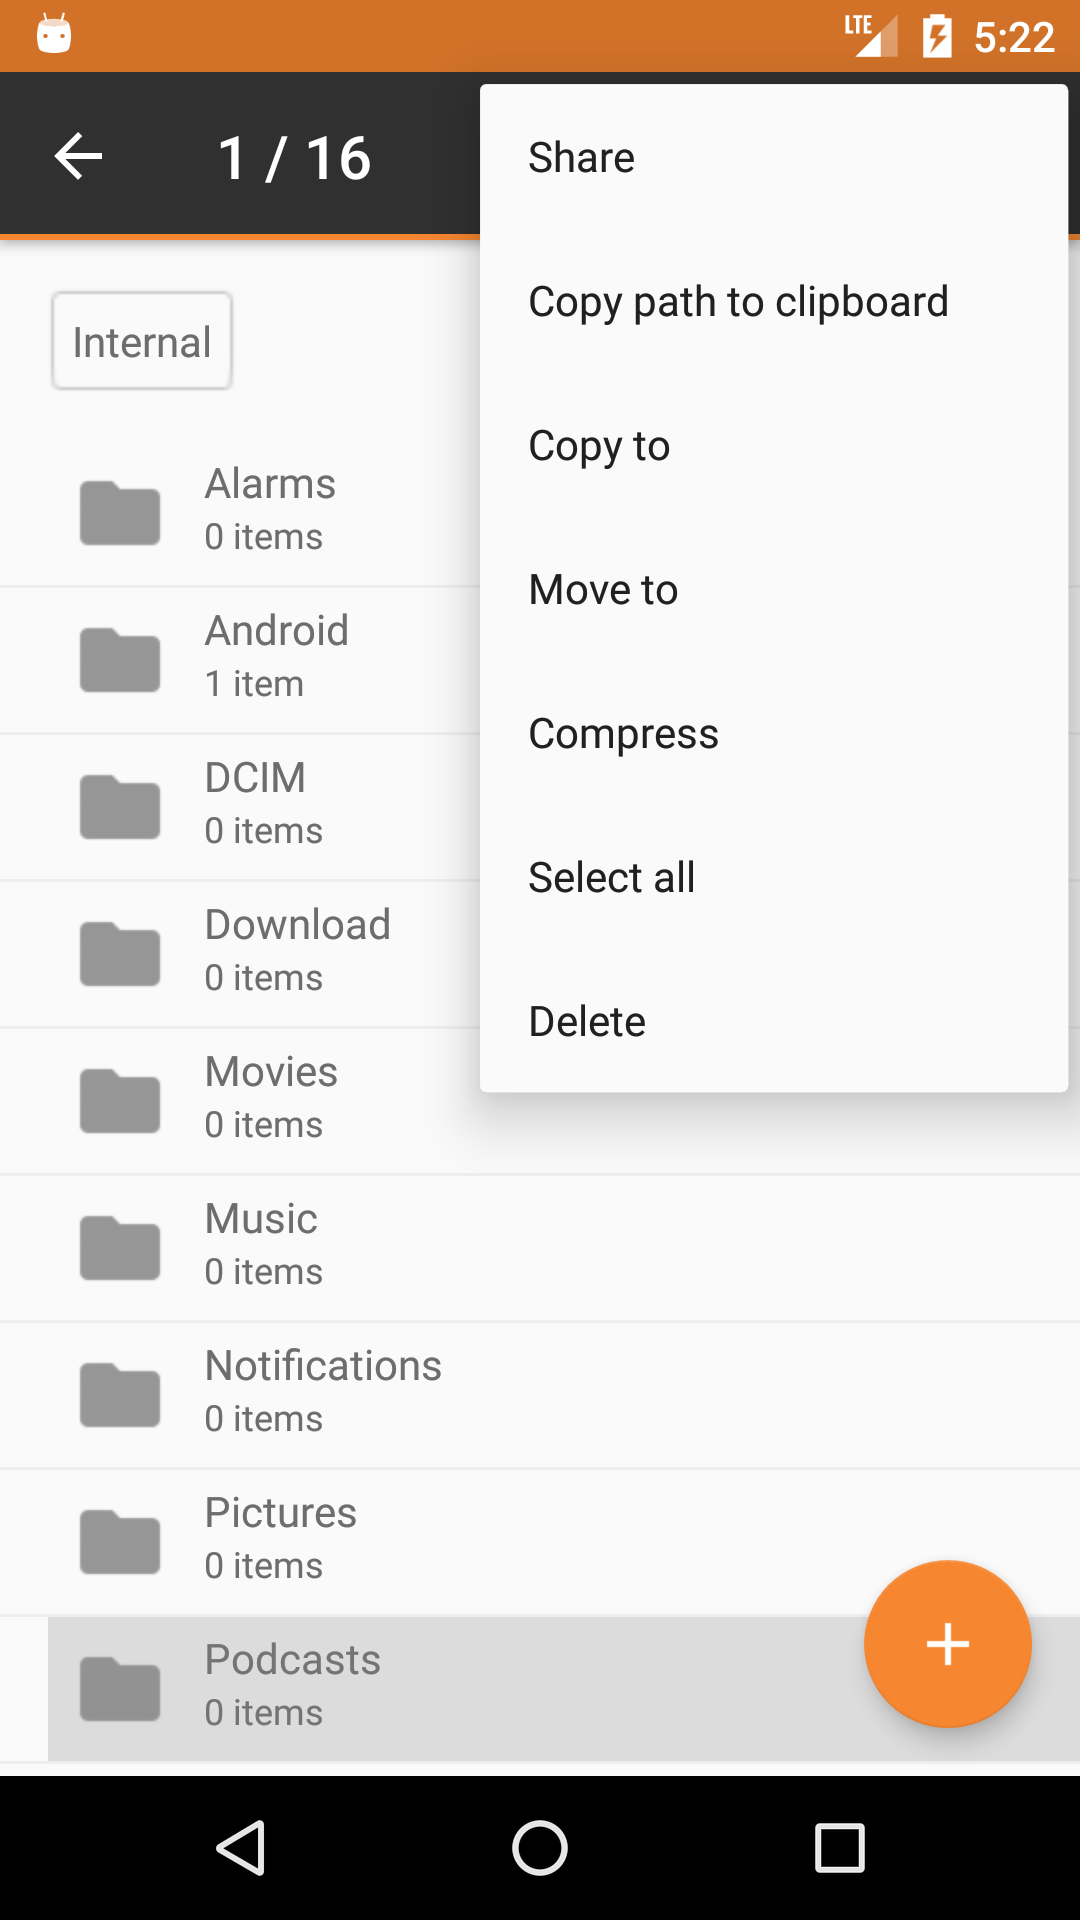 LTE 5:22
1 / 16
Share
Copy path to clipboard
Copy to
Move to
Compress
Select all
Delete
Internal
Alarms
0 items
Android
1 item
DCIM
0 items
Download
0 items
Movies
0 items
Music
0 items
Notifications
0 items
Pictures
0 items
Podcasts
0 items